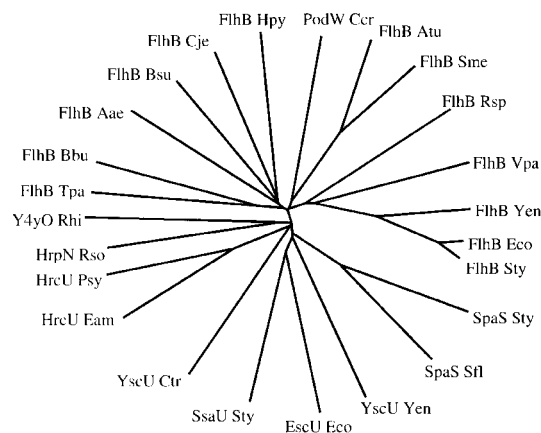 FlhB Hpy
PodW Ccr
FlhB Atu
FlhB Cje
FlhB Sme
FlhB Bsu
FlhB Rsp
FlhB Aae
FlhB Bbu
FlhB Vpa
FlhB Tpa
FlhB Yen
Y4yO Rhi
FlhB Eco
HrpN Rso
FlhB Sty
HrcU Psy
HrcU Eam
SpaS Sty
SpaS Sfl
YscU Ctr
YscU Yen
SsaU Sty
EscU Eco